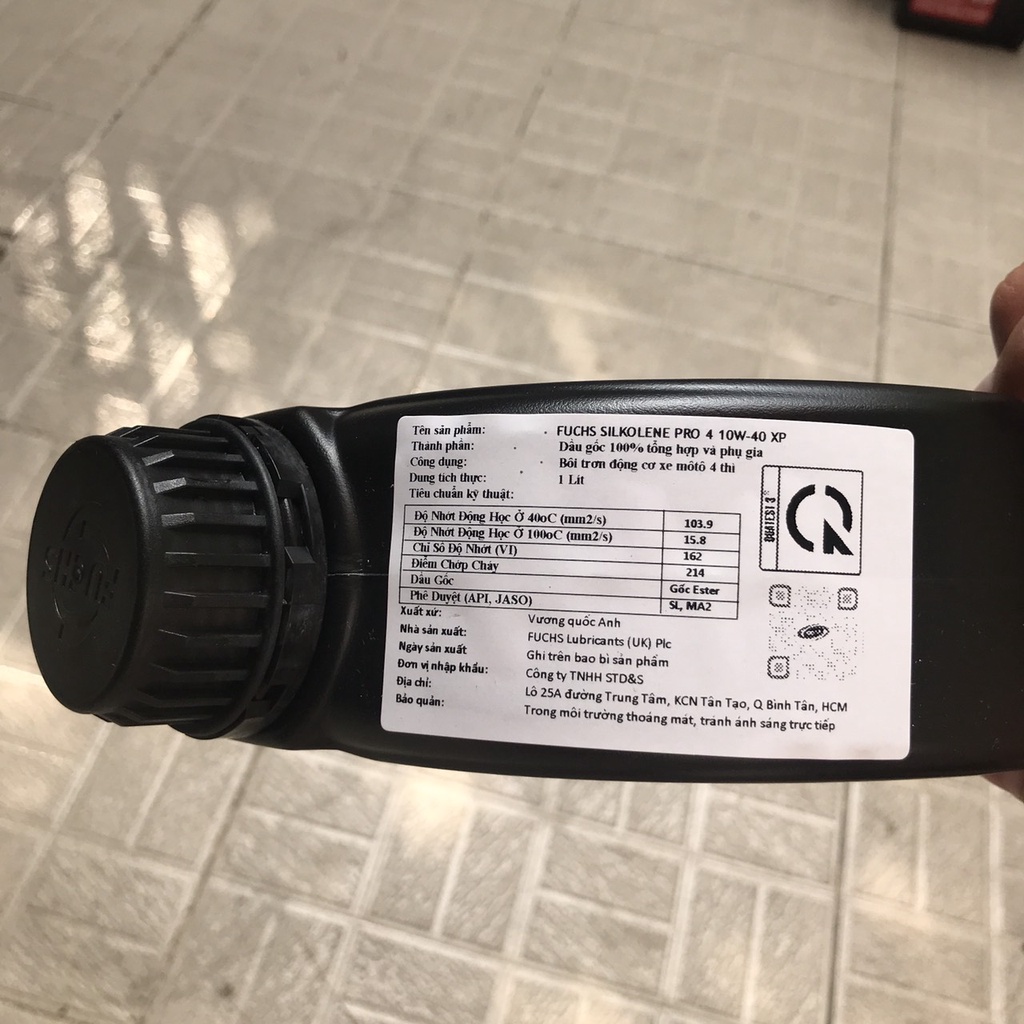 Tên sản phẩm: FUCHS SILKOLENE PRO 4 10W-40 XP
Thành phần: Dầu gốc 100% tổng hợp và phụ gia
Công dụng: Bôi trơn động cơ xe môtô 4 thì
Dung tích thực: 1 Lít
Tiêu chuẩn kỹ thuật:
Độ Nhớt Động Học Ở 40oC (mm2/s) 103.9
Độ Nhớt Động Học Ở 100oC (mm2/s) 15.8
Chỉ Số Độ Nhớt (VI) 162
Điểm Chớp Cháy 214
Dầu Gốc Gốc Ester
Phê Duyệt (API, JASO) SL, MA2
Xuất xứ: Vương quốc Anh
Nhà sản xuất: FUCHS Lubricants (UK) Plc
Ngày sản xuất Ghi trên bao bì sản phẩm
Đơn vị nhập khẩu: Công ty TNHH STD&S
Địa chỉ: Lô 25A đường Trung Tâm, KCN Tân Tạo, Q Bình Tân, HCM
Bảo quản: Trong môi trường thoáng mát, tránh ánh sáng trực tiếp
QUATEST 3
FUCHS